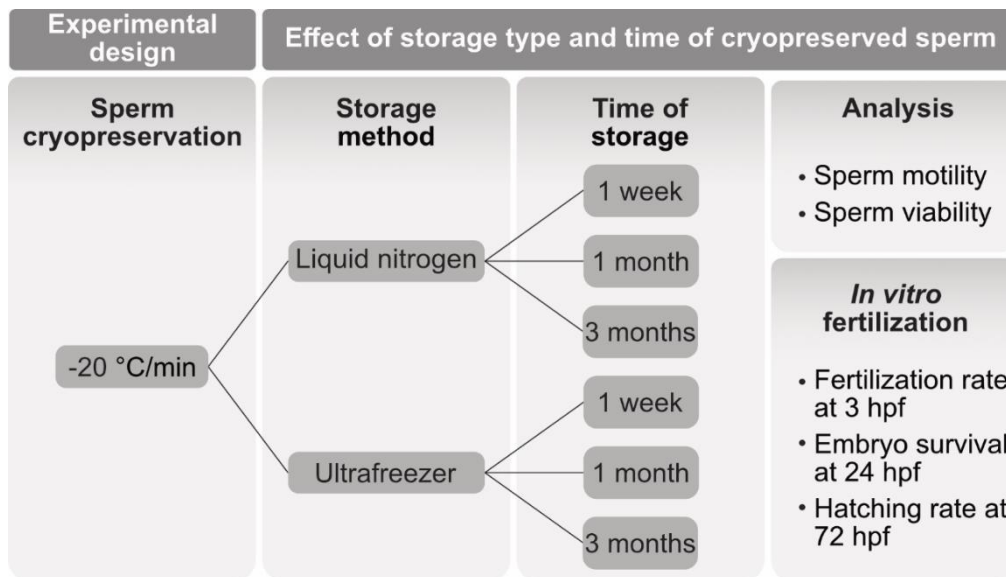 Experimental
design
Effect of storage type and time of cryopreserved sperm
Sperm
cryopreservation
Storage
method
Time of
storage
Analysis
-20 °C/min
Liquid nitrogen
Ultrafreezer
1 week
1 month
3 months
1 week
1 month
3 months
• Sperm motility
• Sperm viability
In vitro
fertilization
• Fertilization rate
at 3 hpf
• Embryo survival
at 24 hpf
• Hatching rate at
72 hpf